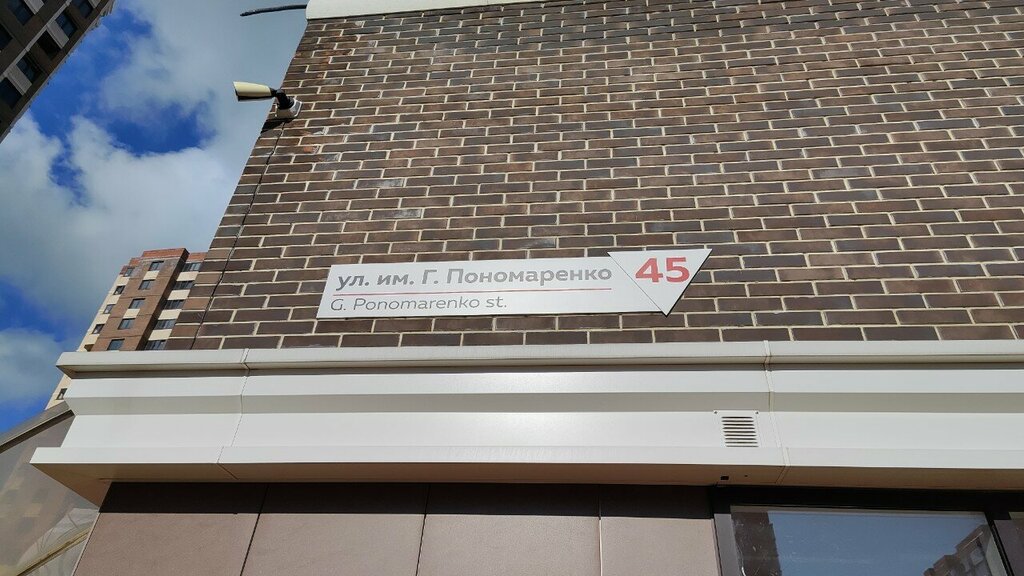 ул. им. Г. Пономаренко
G. Ponomarenko st.
45